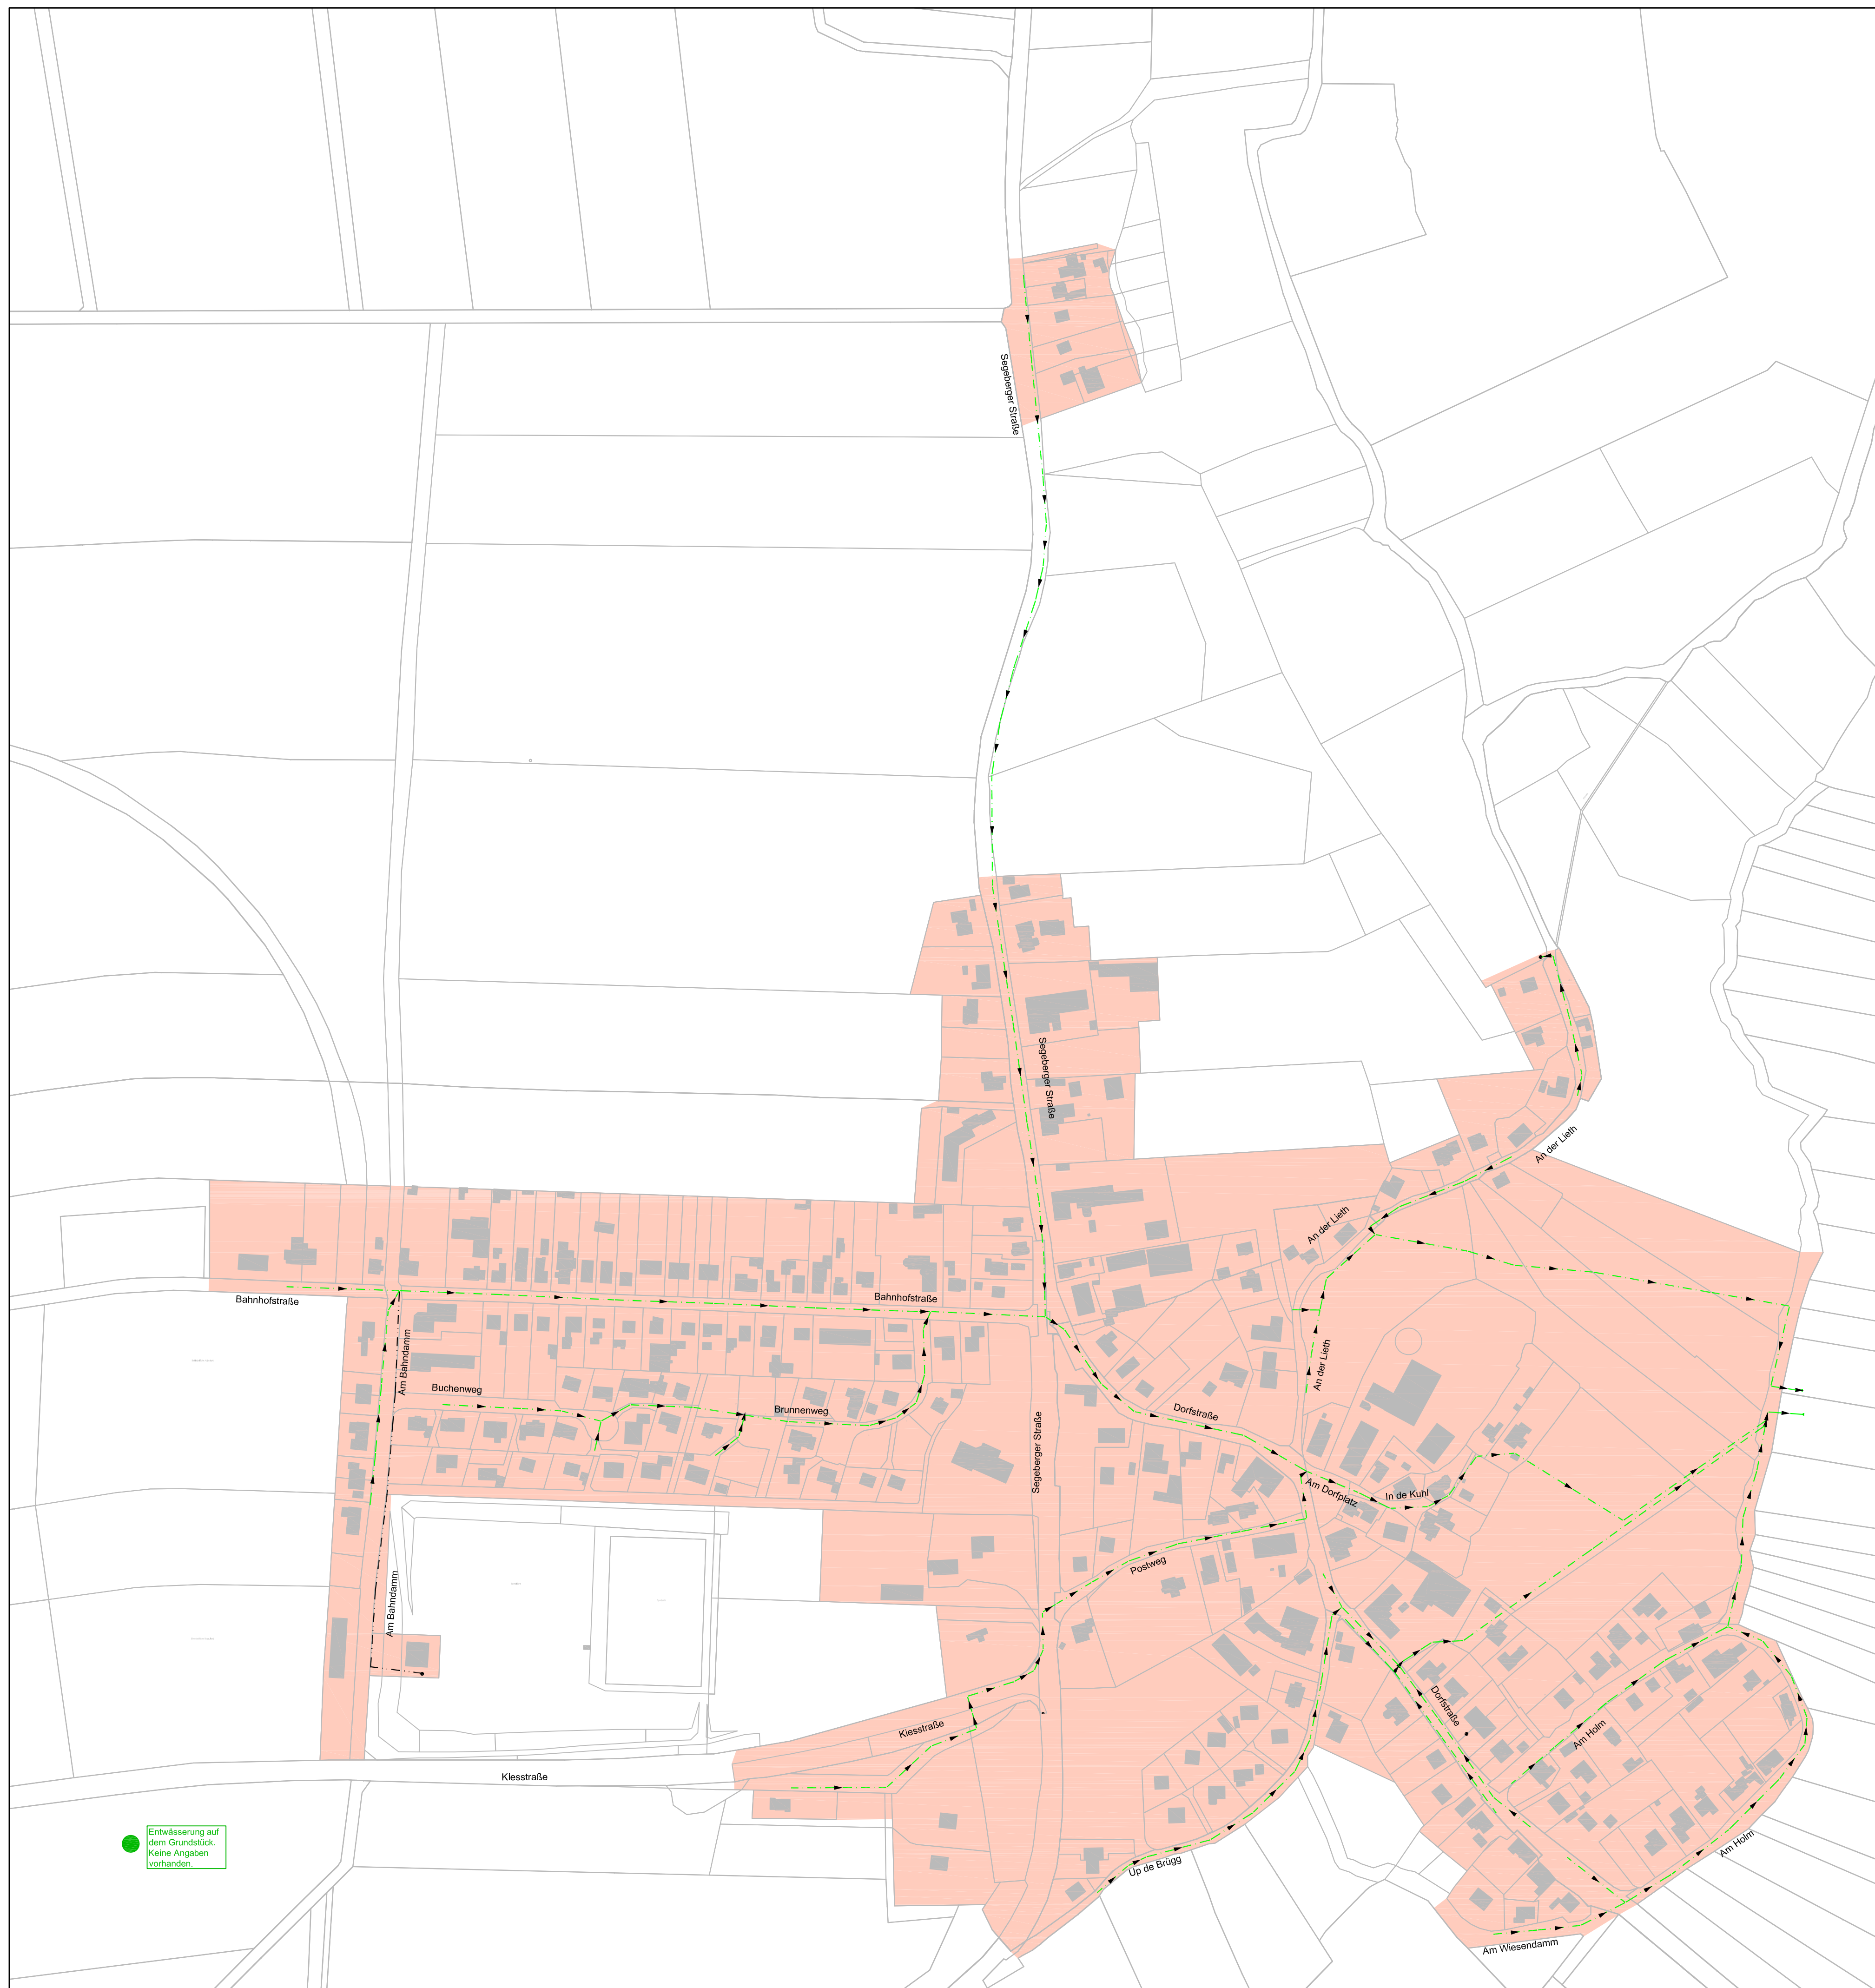 Segeberger Straße
Segeberger Straße
An der Lieth
An der Lieth
Bahnhofstraße
Bahnhofstraße
Am Bahndamm
An der Lieth
Buchenweg
Brunnenweg
Dorfstraße
Segeberger Straße
Am Dorfplatz
In de Kuhl
Postweg
Am Bahndamm
Dorfstraße
Kiesstraße
Am Holm
Kiesstraße
Am Holm
Up de Brügg
Am Wiesendamm
Entwässerung auf
dem Grundstück.
Keine Angaben
vorhanden.